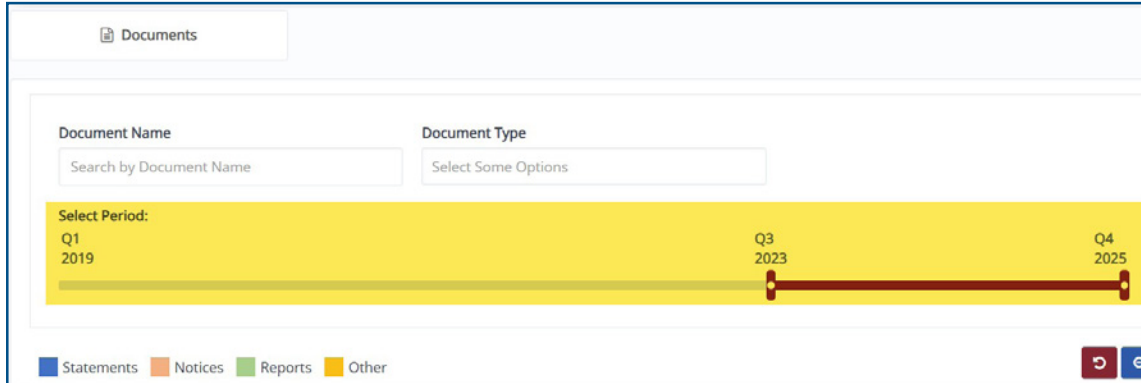 Documents
Document Name Document Type
Search by Document Name Select Some Options
Select Period:
Q1 Q3 Q4
2019 2023 2025
Statements Notices Reports Other